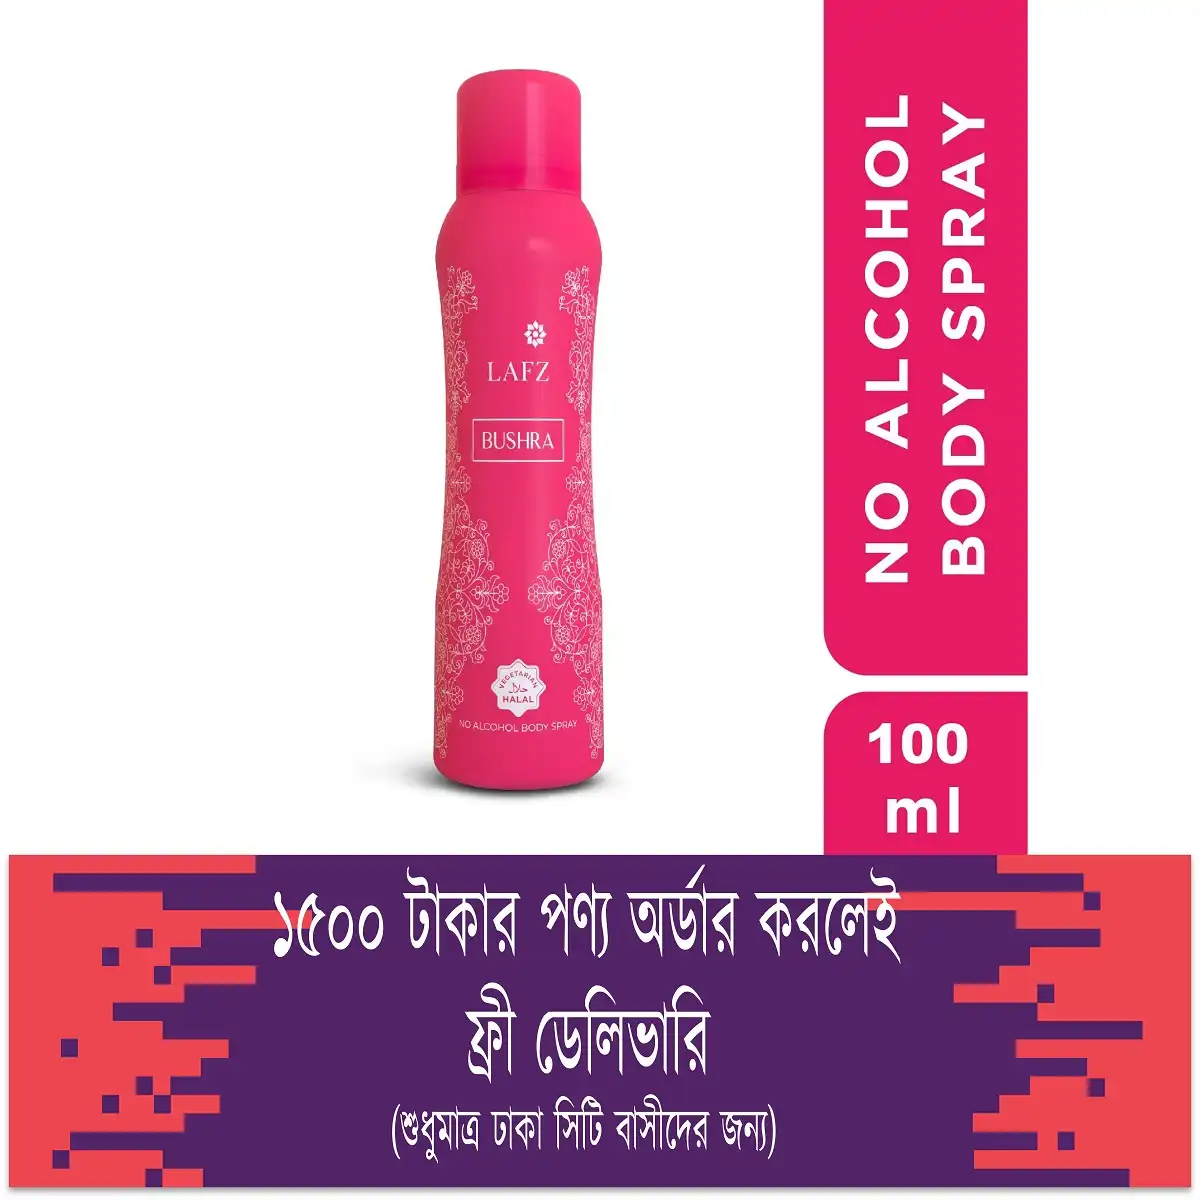 LAFZ
BUSHRA
VEGETARIAN
حلال
HALAL
NO ALCOHOL BODY SPRAY
NO ALCOHOL
BODY SPRAY
100
ml
১৫০০ টাকার পণ্য অর্ডার করলেই
ফ্রী ডেলিভারি
(শুধুমাত্র ঢাকা সিটি বাসীদের জন্য)